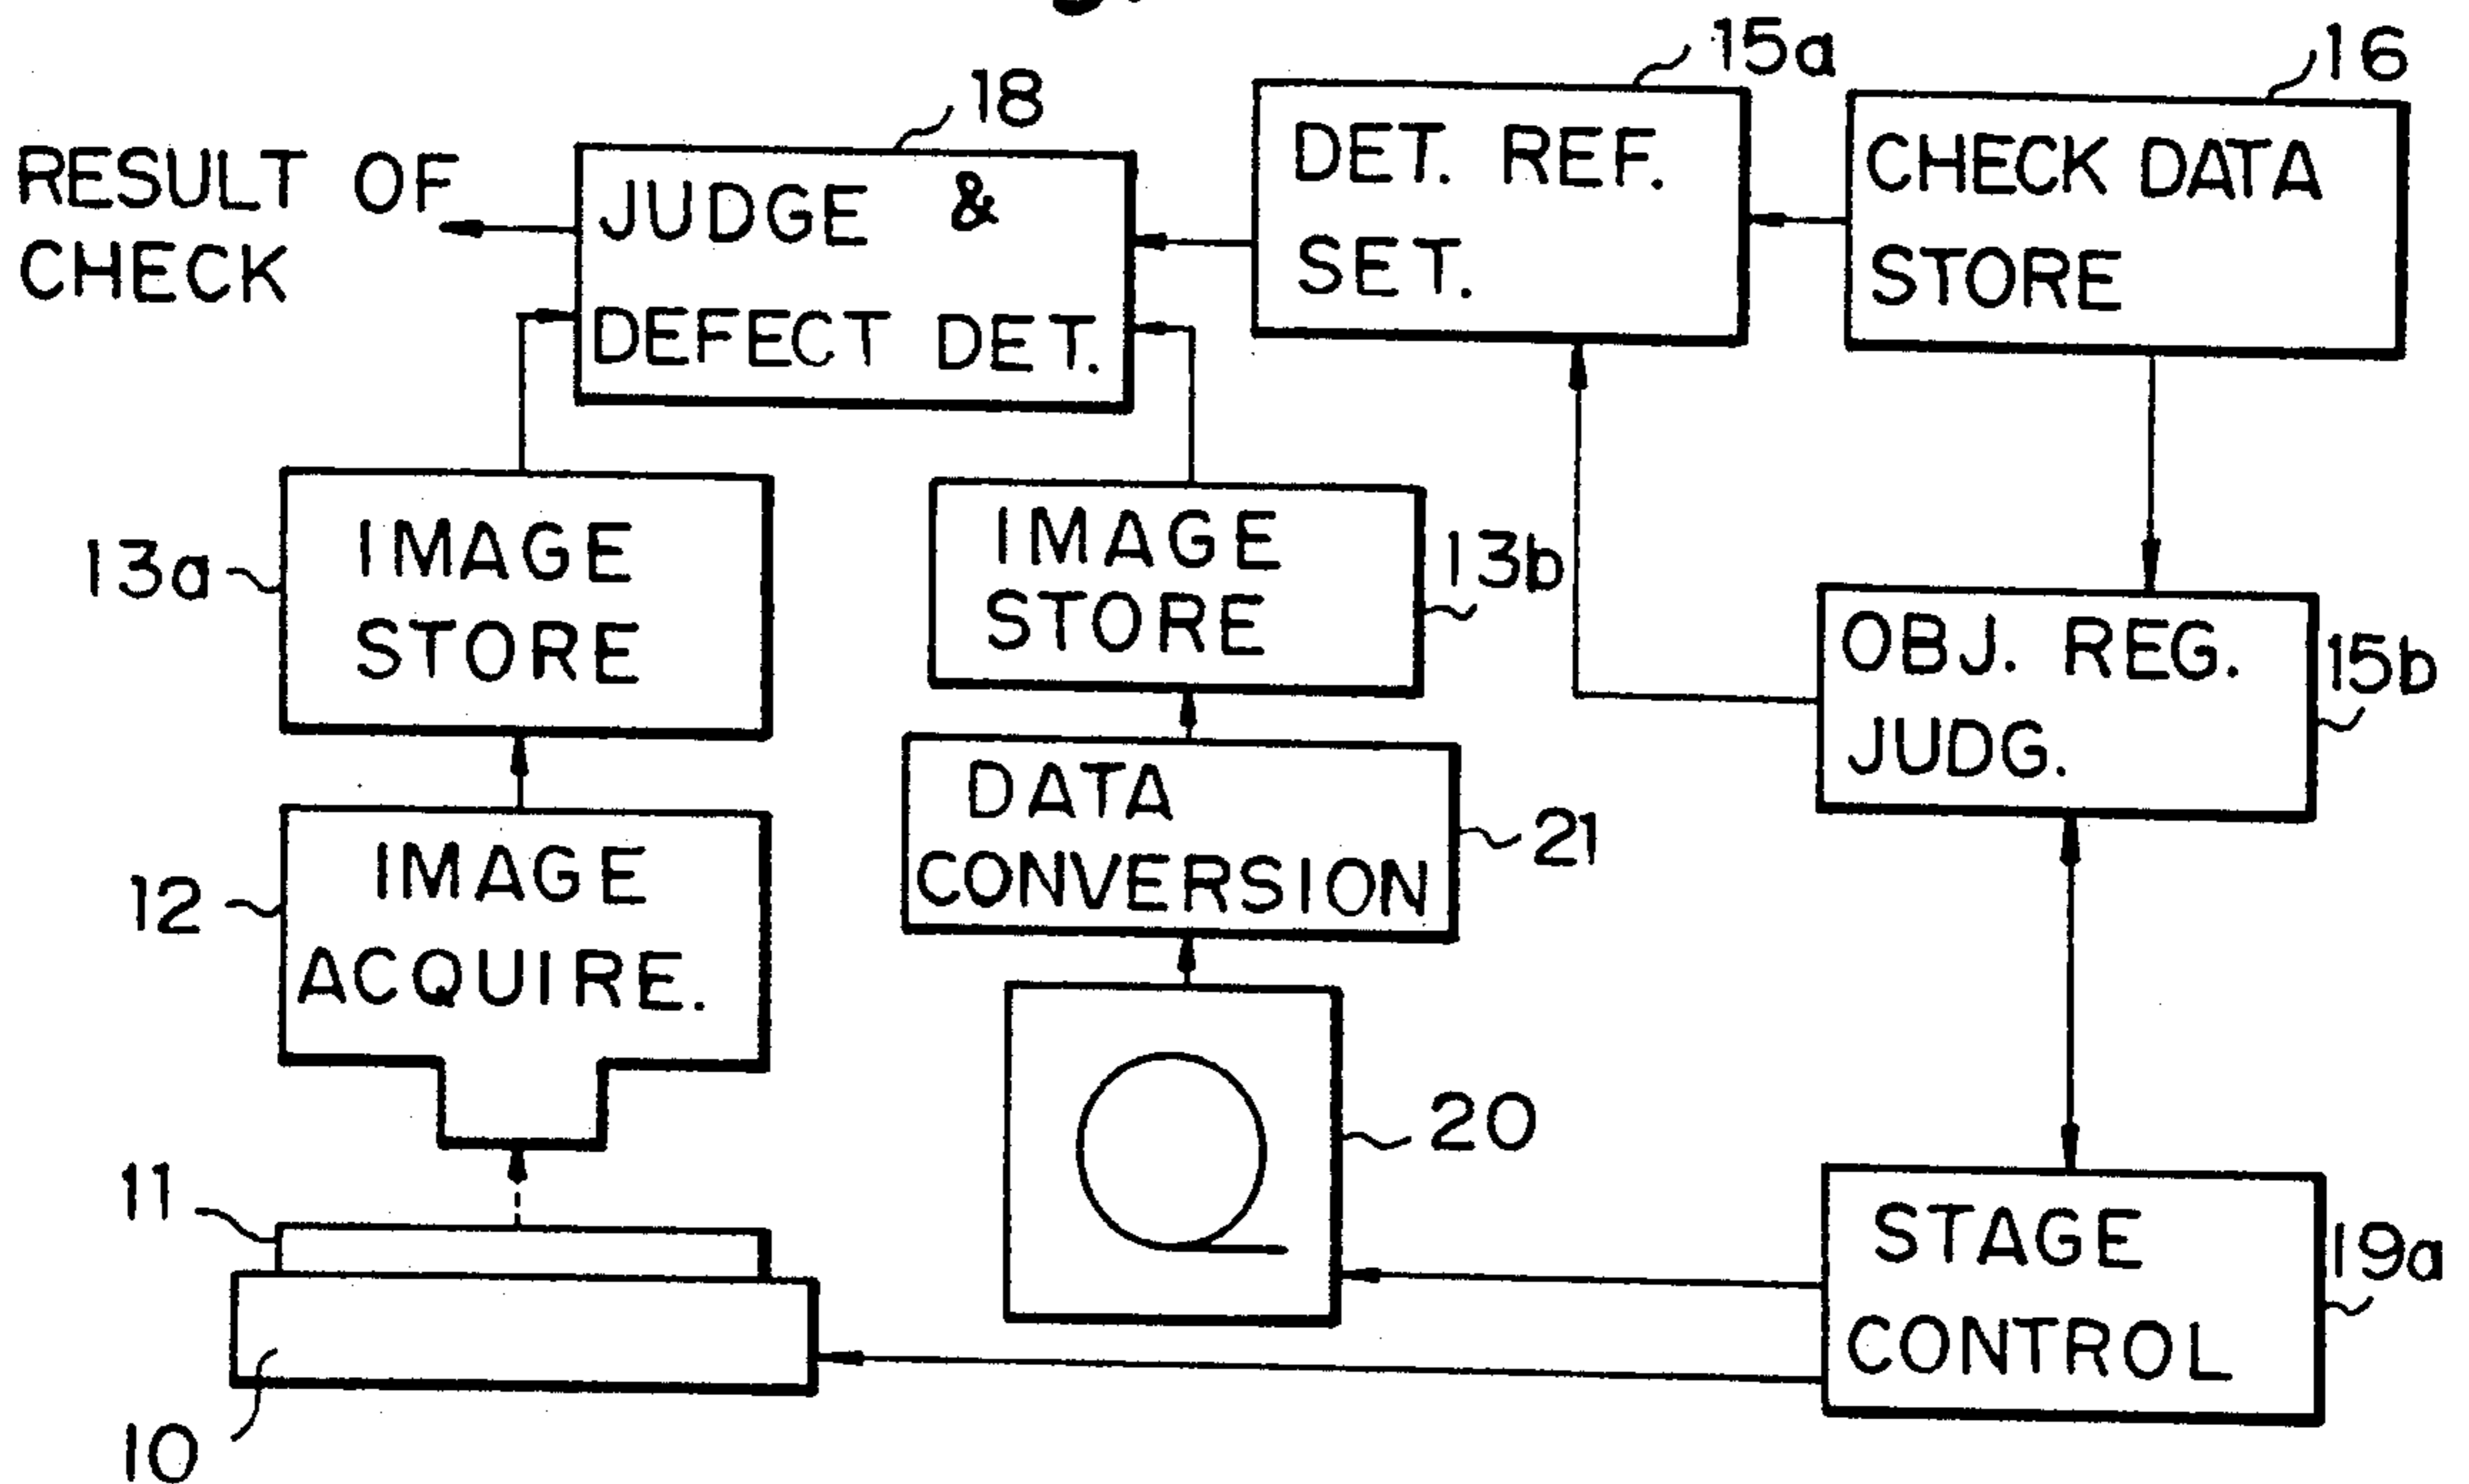 15a
16
18
RESULT OF
CHECK
JUDGE &
DEFECT DET.
DET. REF.
SET.
CHECK DATA
STORE
13a
IMAGE
STORE
IMAGE
STORE
13b
OBJ. REG.
JUDG.
15b
12
IMAGE
ACQUIRE.
DATA
CONVERSION
21
20
11
10
STAGE
CONTROL
19a